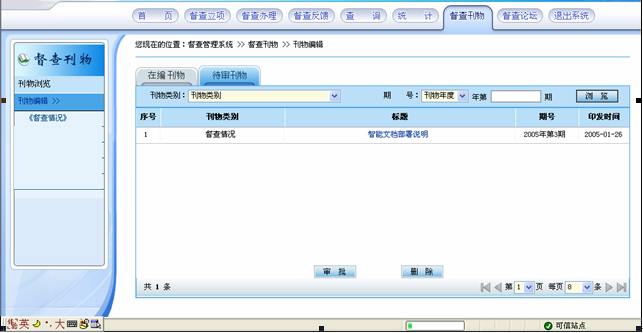 首 页 督查立项 督查办理 督查反馈 查 询 统 计 督查刊物 督查论坛 退出系统
您现在的位置：督查管理系统 >> 督查刊物 >> 刊物编辑
督查刊物
刊物浏览
刊物编辑 >>
《督查情况》
在编刊物 待审刊物
刊物类别： 刊物类别 期 号： 刊物年度 年第 期 浏 览
序号 刊物类别 标题 期号 印发时间
1 督查情况 智能文档部署说明 2005年第3期 2005-01-26
审 批 删 除
共 1 条 第 1 页 每页 8 条
英 大 可信站点